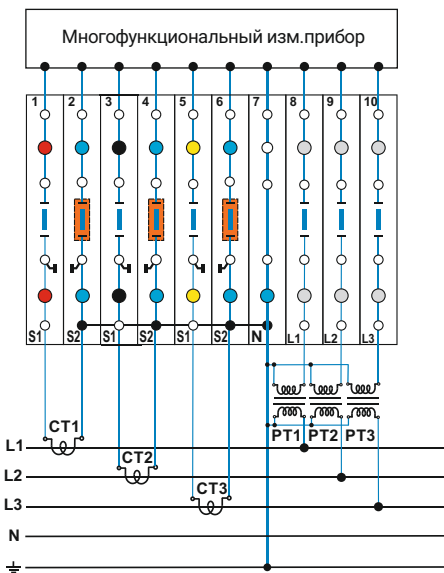 Многофункциональный изм.прибор
1 2 3 4 5 6 7 8 9 10
S1 S2 S1 S2 S1 S2 N L1 L2 L3
PT1 PT2 PT3
CT1
L1
CT2
L2
CT3
L3
N